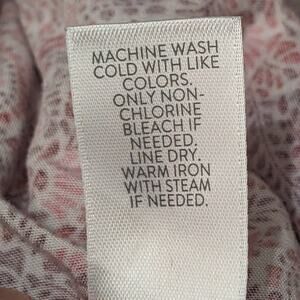 MACHINE WASH
COLD WITH LIKE
COLORS.
ONLY NON-
CHLORINE
BLEACH IF
NEEDED.
LINE DRY.
WARM IRON
WITH STEAM
IF NEEDED.